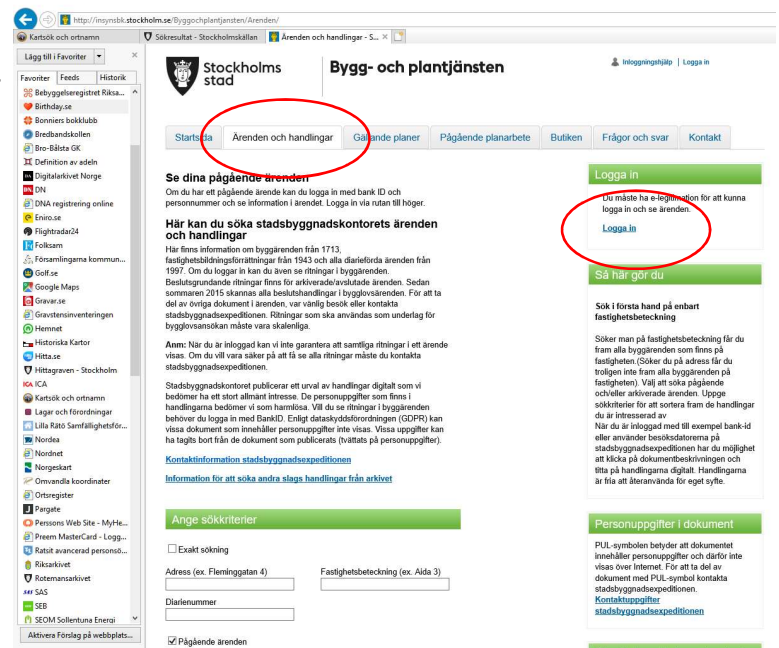 http://insynsbk.stockholm.se/Byggochplantjansten/Arenden/
Kartsök och ortnamn
Sökresultat - Stockholmskällan
Ärenden och handlingar - S...
Lägg till i Favoriter
Favoriter
Feeds
Historik
Bebyggelseregistret Riksa...
Birthday.se
Bonniers bokklubb
Bredbandskollen
Bro-Bålsta GK
Definition av adeln
Digitalarkivet Norge
DN
DNA registrering online
Eniro.se
Flightradar24
Folksam
Församlingarna kommun...
Golf.se
Google Maps
Gravar.se
Gravstensinventeringen
Hemnet
Historiska Kartor
Hitta.se
Hittagraven - Stockholm
ICA
Kartsök och ortnamn
Lagar och förordningar
Lilla Rätö Samfällighetsför...
Nordea
Nordnet
Norgeskart
Omvandla koordinater
Ortsregister
Pargate
Perssons Web Site - MyHe...
Preem MasterCard - Logg...
Ratsit avancerad personsö...
Riksarkivet
Rotemansarkivet
SAS
SEB
SEOM Sollentuna Energi
Aktivera Förslag på webbplats...
Stockholms
stad
Bygg- och plantjänsten
Inloggningshjälp | Logga in
Startsida
Ärenden och handlingar
Gällande planer
Pågående planarbete
Butiken
Frågor och svar
Kontakt
Se dina pågående ärenden
Om du har ett pågående ärende kan du logga in med bank ID och
personnummer och se information i ärendet. Logga in via rutan till höger.
Här kan du söka stadsbyggnadskontorets ärenden
och handlingar
Här finns information om byggärenden från 1713,
fastighetsbildningsförrättningar från 1943 och alla diarieförda ärenden från
1997. Om du loggar in kan du även se ritningar i byggärenden.
Beslutsgrundande ritningar finns för arkiverade/avslutade ärenden. Sedan
sommaren 2015 skannas alla beslutshandlingar i bygglovsärenden. För att ta
del av övriga dokument i ärenden, var vänlig besök eller kontakta
stadsbyggnadsexpeditionen. Ritningar som ska användas som underlag för
bygglovsansökan måste vara skalenliga.
Anm: När du är inloggad kan vi inte garantera att samtliga ritningar i ett ärende
visas. Om du vill vara säker på att få se alla ritningar måste du kontakta
stadsbyggnadsexpeditionen.
Stadsbyggnadskontoret publicerar ett urval av handlingar digitalt som vi
bedömer ha ett stort allmänt intresse. De personuppgifter som finns i
handlingarna bedömer vi som harmlösa. Vill du se ritningar i byggärenden
behöver du logga in med BankID. Enligt dataskyddsförordningen (GDPR) kan
vissa dokument som innehåller personuppgifter inte visas. Vissa uppgifter kan
ha tagits bort från de dokument som publicerats (tvättats på personuppgifter).
Kontaktinformation stadsbyggnadsexpeditionen
Information för att söka andra slags handlingar från arkivet
Ange sökkriterier
Exakt sökning
Adress (ex. Fleminggatan 4)
Fastighetsbeteckning (ex. Aida 3)
Diarienummer
Pågående ärenden
Logga in
Du måste ha e-legitimation för att kunna
logga in och se ärenden.
Logga in
Så här gör du
Sök i första hand på enbart
fastighetsbeteckning
Söker man på fastighetsbeteckning får du
fram alla byggärenden som finns på
fastigheten.(Söker du på adress får du
troligen inte fram alla byggärenden på
fastigheten). Välj att söka pågående
och/eller arkiverade ärenden. Uppge
sökkriterier för att sortera fram de handlingar
du är intresserad av
När du är inloggad med till exempel bank-id
eller använder besöksdatorerna på
stadsbyggnadsexpeditionen har du möjlighet
att klicka på dokumentbeskrivningen och
titta på handlingarna digitalt. Handlingarna
är fria att återanvända för eget syfte.
Personuppgifter i dokument
PUL-symbolen betyder att dokumentet
innehåller personuppgifter och därför inte
visas över Internet. För att ta del av
dokument med PUL-symbol kontakta
stadsbyggnadsexpeditionen.
Kontaktuppgifter
stadsbyggnadsexpeditionen